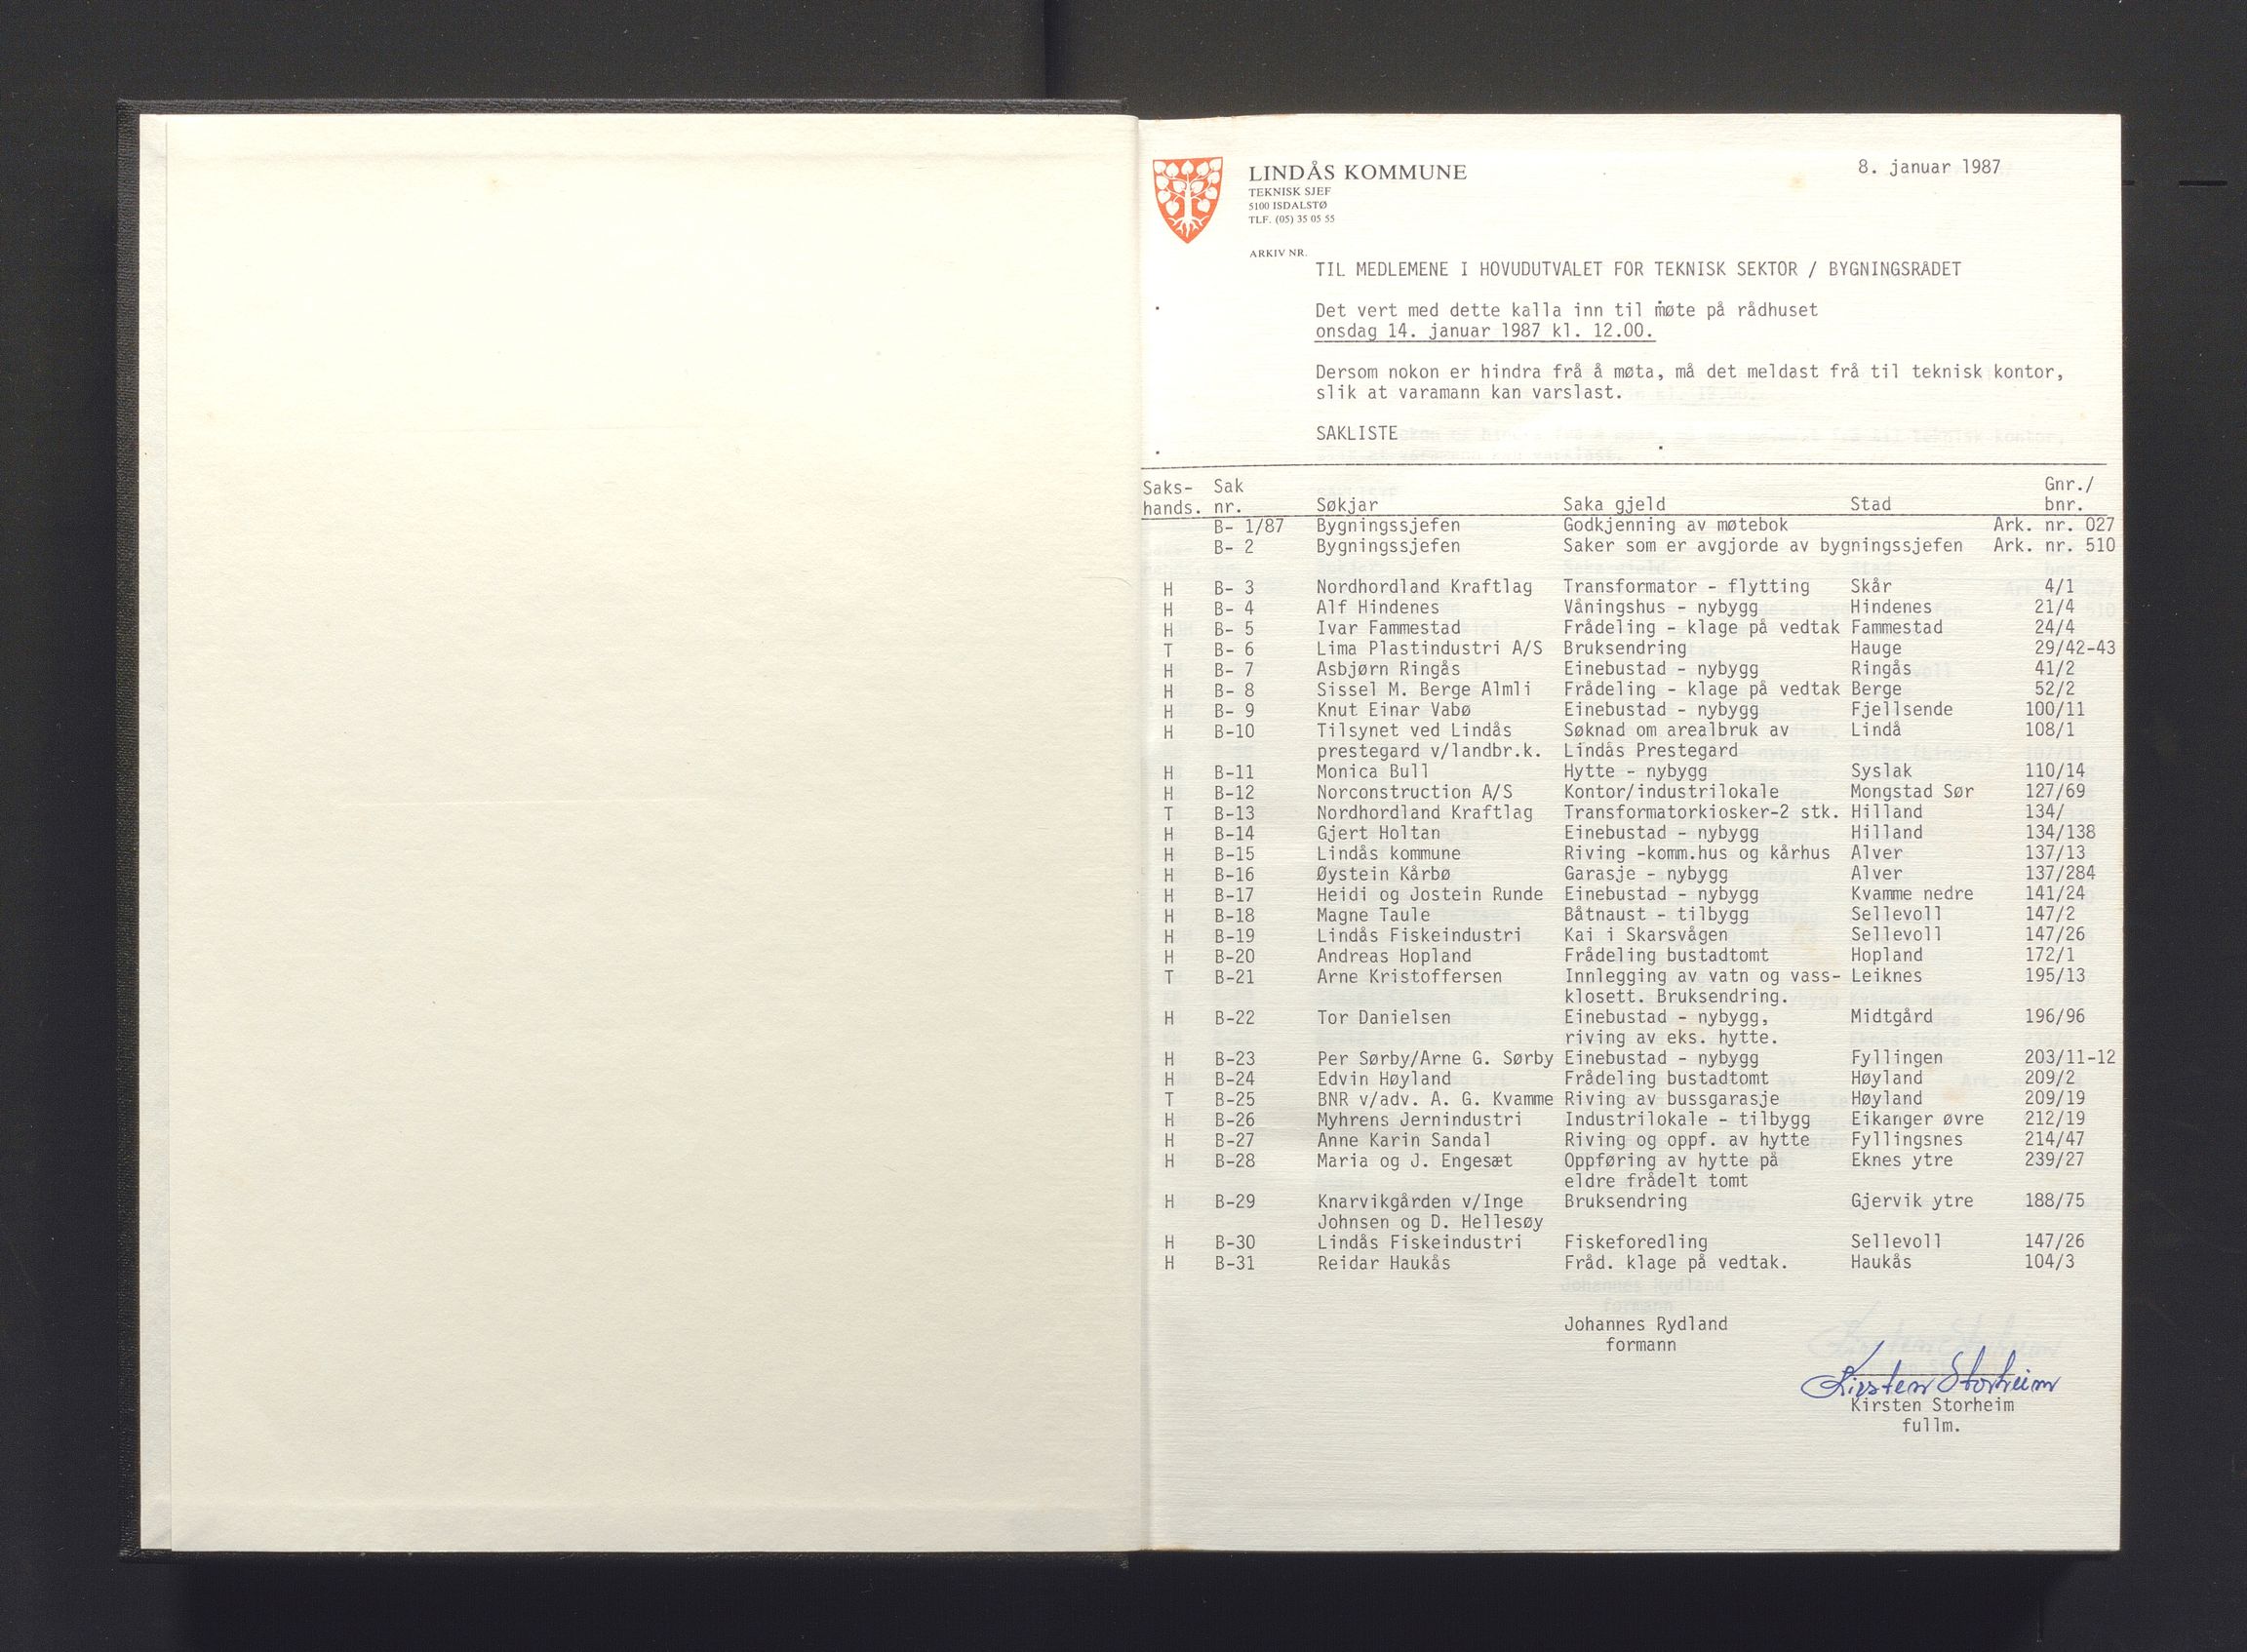 LINDÅS KOMMUNE
TEKNISK SJEF
5100 ISDALSTØ
TLF. (05) 35 05 55
8. januar 1987
ARKIV NR.
TIL MEDLEMENE I HOVUDUTVALET FOR TEKNISK SEKTOR / BYGNINGSRÅDET
Det vert med dette kalla inn til møte på rådhuset
onsdag 14. januar 1987 kl. 12.00.
Dersom nokon er hindra frå å møta, må det meldast frå til teknisk kontor,
slik at varamann kan varslast.
SAKLISTE
Saks- Sak Gnr./
hands. nr. Søkjar Saka gjeld Stad bnr.
B- 1/87 Bygningssjefen Godkjenning av møtebok Ark. nr. 027
B- 2 Bygningssjefen Saker som er avgjorde av bygningssjefen Ark. nr. 510
H B- 3 Nordhordland Kraftlag Transformator - flytting Skår 4/1
H B- 4 Alf Hindenes Våningshus - nybygg Hindenes 21/4
H B- 5 Ivar Fammestad Frådeling - klage på vedtak Fammestad 24/4
T B- 6 Lima Plastindustri A/S Bruksendring Hauge 29/42-43
H B- 7 Asbjørn Ringås Einebustad - nybygg Ringås 41/2
H B- 8 Sissel M. Berge Almli Frådeling - klage på vedtak Berge 52/2
H B- 9 Knut Einar Vabø Einebustad - nybygg Fjellsende 100/11
H B-10 Tilsynet ved Lindås Søknad om arealbruk av Lindå 108/1
prestegard v/landbr.k. Lindås Prestegard
H B-11 Monica Bull Hytte - nybygg Syslak 110/14
H B-12 Norconstruction A/S Kontor/industrilokale Mongstad Sør 127/69
T B-13 Nordhordland Kraftlag Transformatorkiosker-2 stk. Hilland 134/
H B-14 Gjert Holtan Einebustad - nybygg Hilland 134/138
H B-15 Lindås kommune Riving -komm.hus og kårhus Alver 137/13
H B-16 Øystein Kårbø Garasje - nybygg Alver 137/284
H B-17 Heidi og Jostein Runde Einebustad - nybygg Kvamme nedre 141/24
H B-18 Magne Taule Båtnaust - tilbygg Sellevoll 147/2
H B-19 Lindås Fiskeindustri Kai i Skarsvågen Sellevoll 147/26
H B-20 Andreas Hopland Frådeling bustadtomt Hopland 172/1
T B-21 Arne Kristoffersen Innlegging av vatn og vass- Leiknes 195/13
klosett. Bruksendring.
H B-22 Tor Danielsen Einebustad - nybygg, Midtgård 196/96
riving av eks. hytte.
H B-23 Per Sørby/Arne G. Sørby Einebustad - nybygg Fyllingen 203/11-12
H B-24 Edvin Høyland Frådeling bustadtomt Høyland 209/2
T B-25 BNR v/adv. A. G. Kvamme Riving av bussgarasje Høyland 209/19
H B-26 Myhrens Jernindustri Industrilokale - tilbygg Eikanger øvre 212/19
H B-27 Anne Karin Sandal Riving og oppf. av hytte Fyllingsnes 214/47
H B-28 Maria og J. Engesæt Oppføring av hytte på Eknes ytre 239/27
eldre frådelt tomt
H B-29 Knarvikgården v/Inge Bruksendring Gjervik ytre 188/75
Johnsen og D. Hellesøy
H B-30 Lindås Fiskeindustri Fiskeforedling Sellevoll 147/26
H B-31 Reidar Haukås Fråd. klage på vedtak. Haukås 104/3
Johannes Rydland
formann
Kirsten Storheim
Kirsten Storheim
fullm.